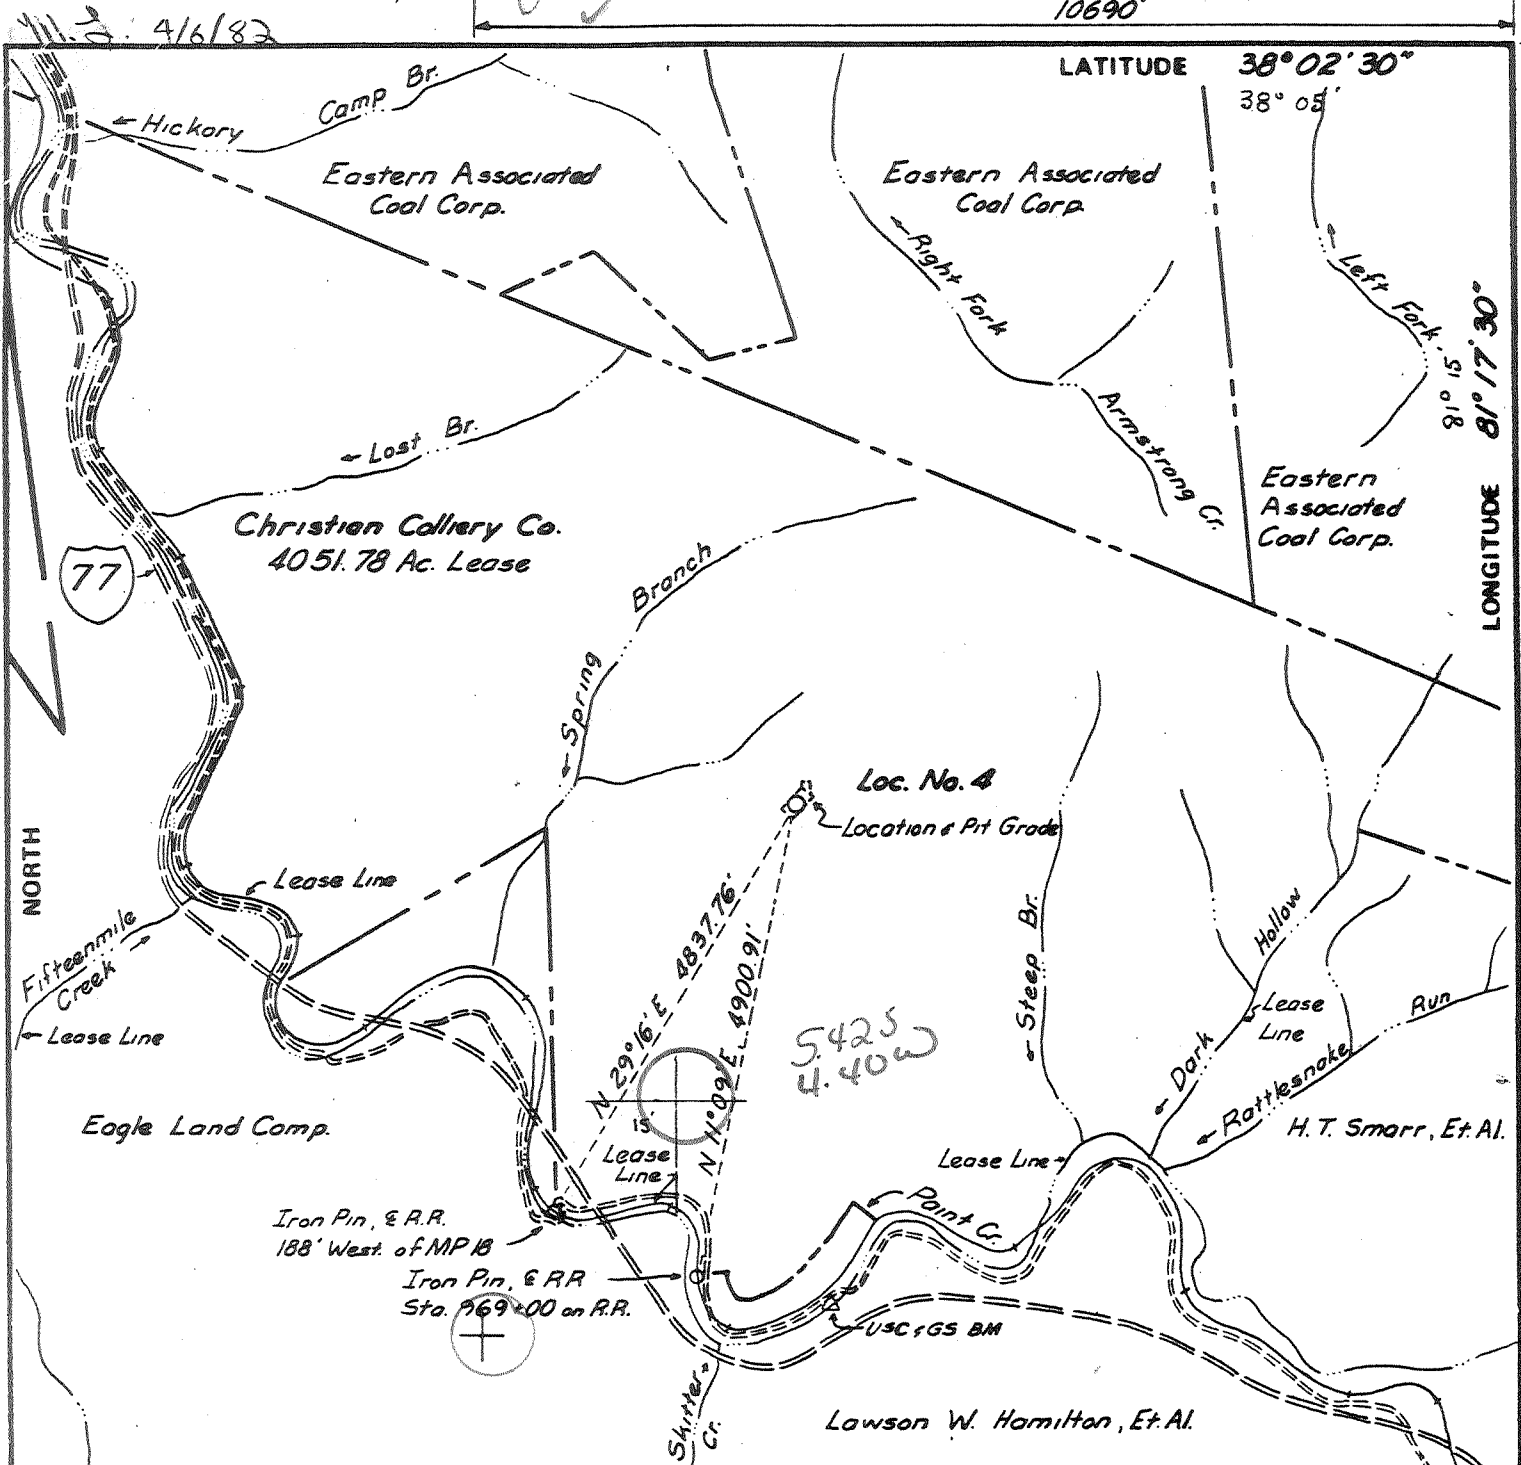 4/6/82
10690'
LATITUDE 38°02'30"
38° 05'
← Hickory Camp Br.
Eastern Associated
Coal Corp.
Eastern Associated
Coal Corp.
← Right Fork
← Left Fork
81° 15'
LONGITUDE 81°17'30"
← Lost Br.
Armstrong Cr.
Eastern
Associated
Coal Corp.
Christian Colliery Co.
4051.78 Ac. Lease
77
← Spring Branch
Loc. No. 4
Location & Pit Grade
NORTH
Lease Line
Fifteenmile
Creek →
← Lease Line
N 29°16' E 4837.76'
N 11°09' E 4900.91'
5.42 S
4.40 W
← Steep Br.
← Dark Hollow
Lease
Line
← Rattlesnake Run
Eagle Land Comp.
15'
Lease
Line
H. T. Smarr, Et. Al.
Lease Line →
Paint Cr.
Iron Pin, ℄ R.R.
188' West. of MP 18
Iron Pin, ℄ R R
Sta. 969+00 on R.R.
USC & GS BM
Skitter →
Cr.
Lawson W. Hamilton, Et. Al.